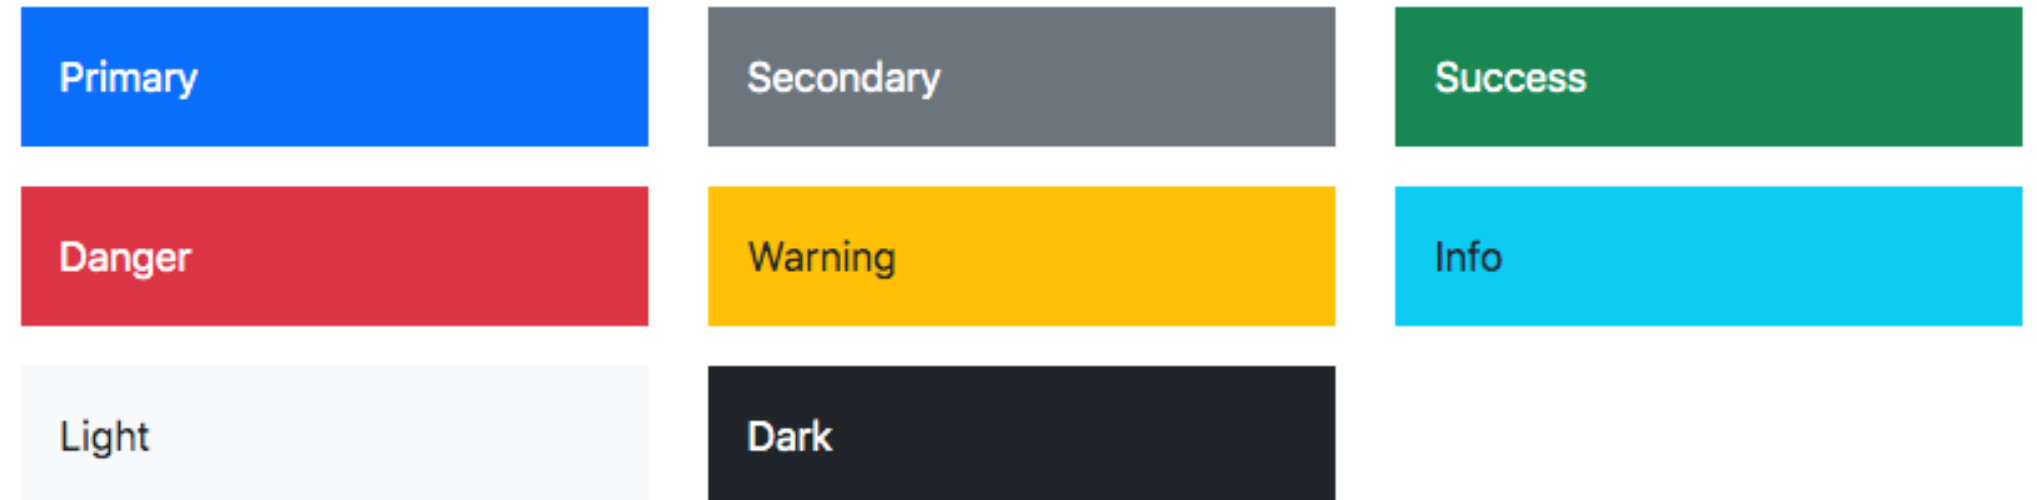 Primary
Secondary
Success
Danger
Warning
Info
Light
Dark